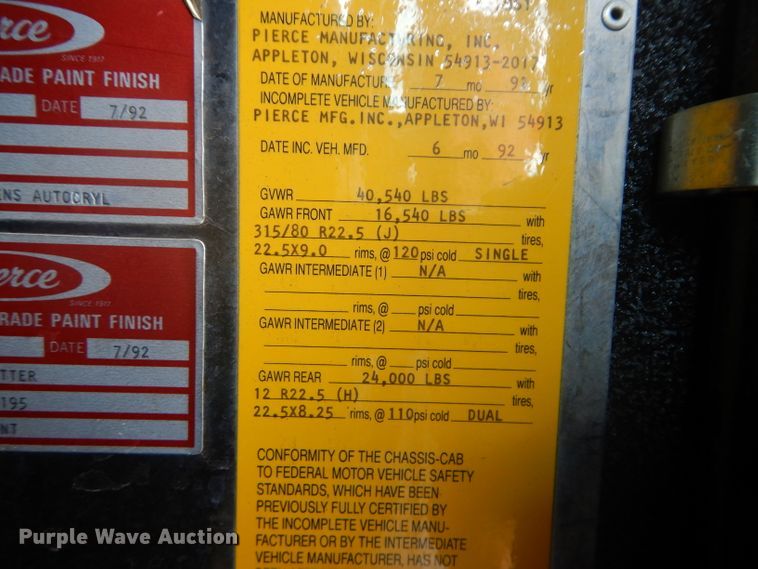 MANUFACTURED BY:
PIERCE MANUFACTURING, INC.
APPLETON, WISCONSIN 54913-2017
DATE OF MANUFACTURE 7 mo 92 yr
INCOMPLETE VEHICLE MANUFACTURED BY:
PIERCE MFG.INC.,APPLETON,WI 54913
DATE INC. VEH. MFD. 6 mo 92 yr
GVWR 40,540 LBS
GAWR FRONT 16,540 LBS with
315/80 R22.5 (J) tires,
22.5X9.0 rims, @ 120 psi cold SINGLE
GAWR INTERMEDIATE (1) N/A with
tires,
rims, @ psi cold
GAWR INTERMEDIATE (2) N/A with
tires,
rims, @ psi cold
GAWR REAR 24,000 LBS with
12 R22.5 (H) tires,
22.5X8.25 rims, @ 110 psi cold DUAL
CONFORMITY OF THE CHASSIS-CAB
TO FEDERAL MOTOR VEHICLE SAFETY
STANDARDS, WHICH HAVE BEEN
PREVIOUSLY FULLY CERTIFIED BY
THE INCOMPLETE VEHICLE MANU-
FACTURER OR BY THE INTERMEDIATE
VEHICLE MANUFACTURER, HAS NOT
erce
SINCE 1917
ADE PAINT FINISH
DATE 7/92
ENS AUTOCRYL
erce
SINCE 1917
RADE PAINT FINISH
DATE 7/92
TTER
195
NT
Purple Wave Auction